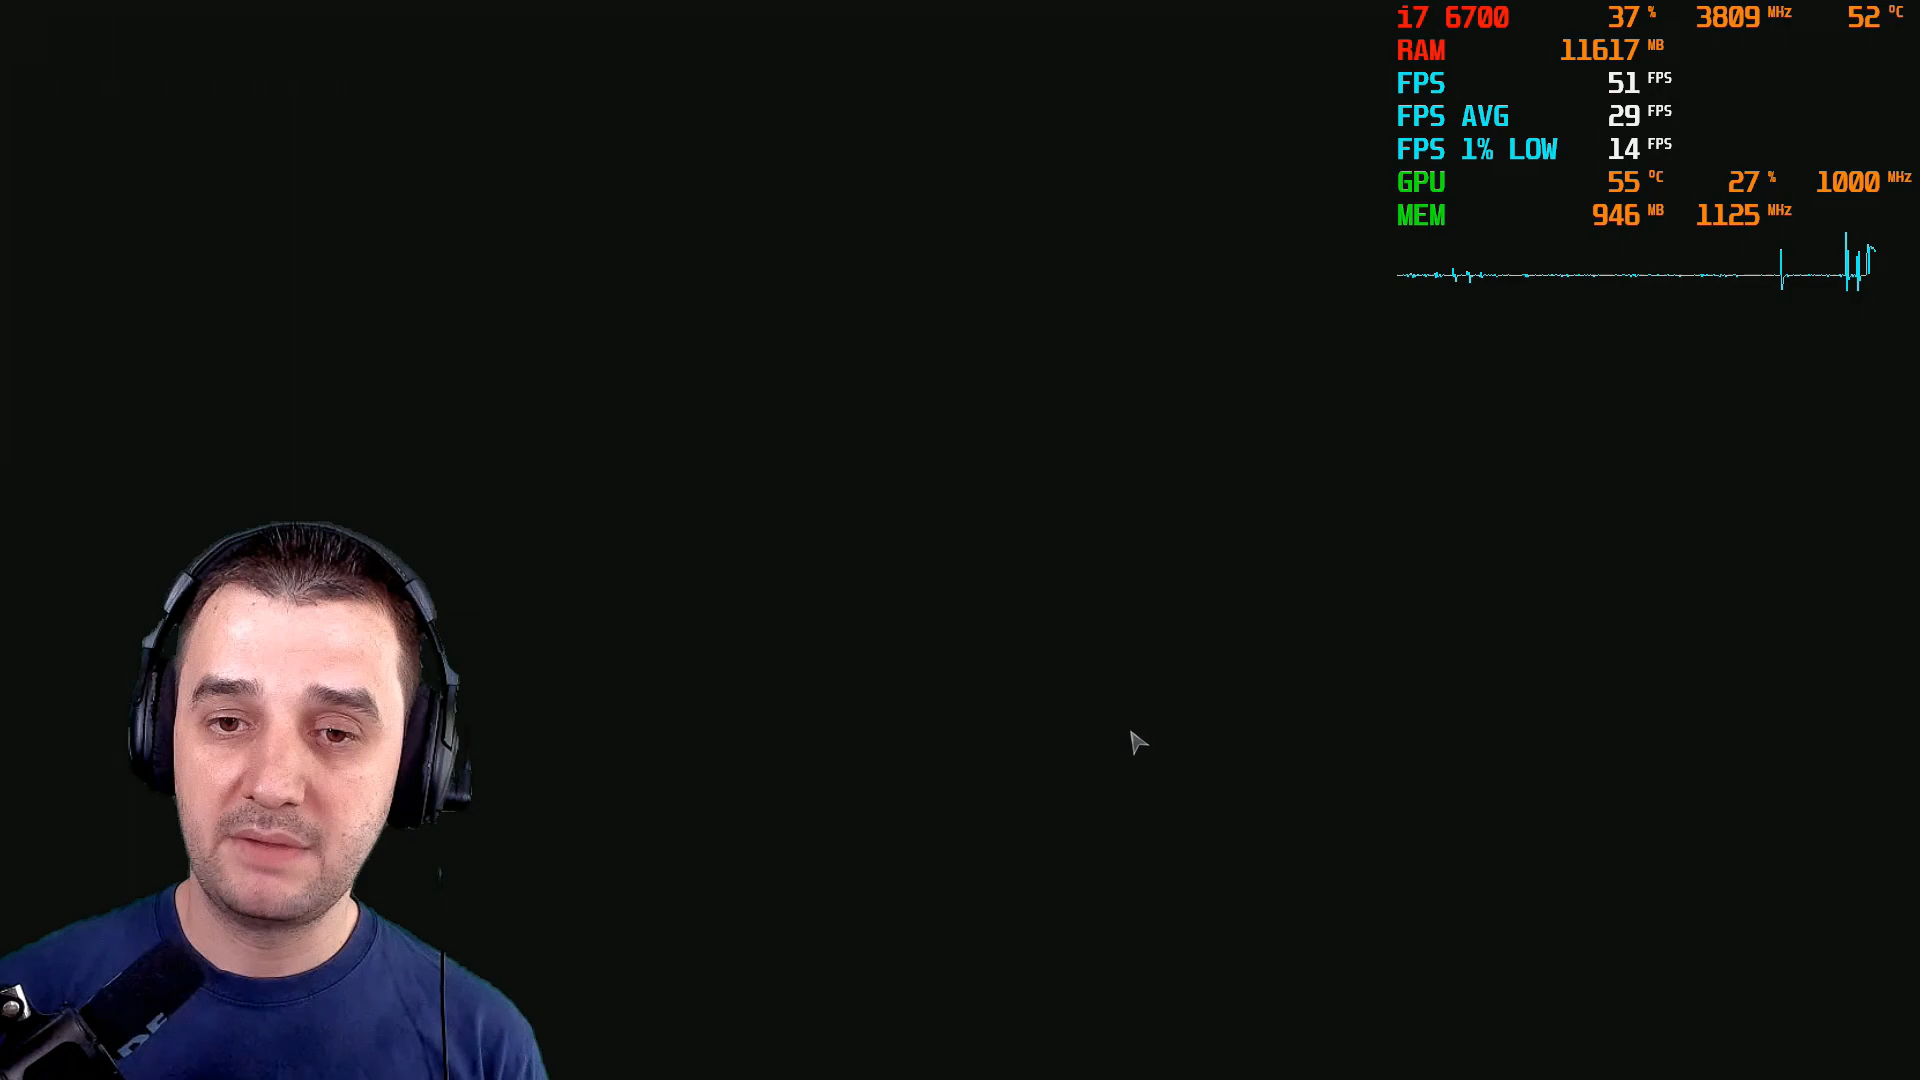 i7 6700 37 % 3809 MHz 52 °C
RAM 11617 MB
FPS 51 FPS
FPS AVG 29 FPS
FPS 1% LOW 14 FPS
GPU 55 °C 27 % 1000 MHz
MEM 946 MB 1125 MHz